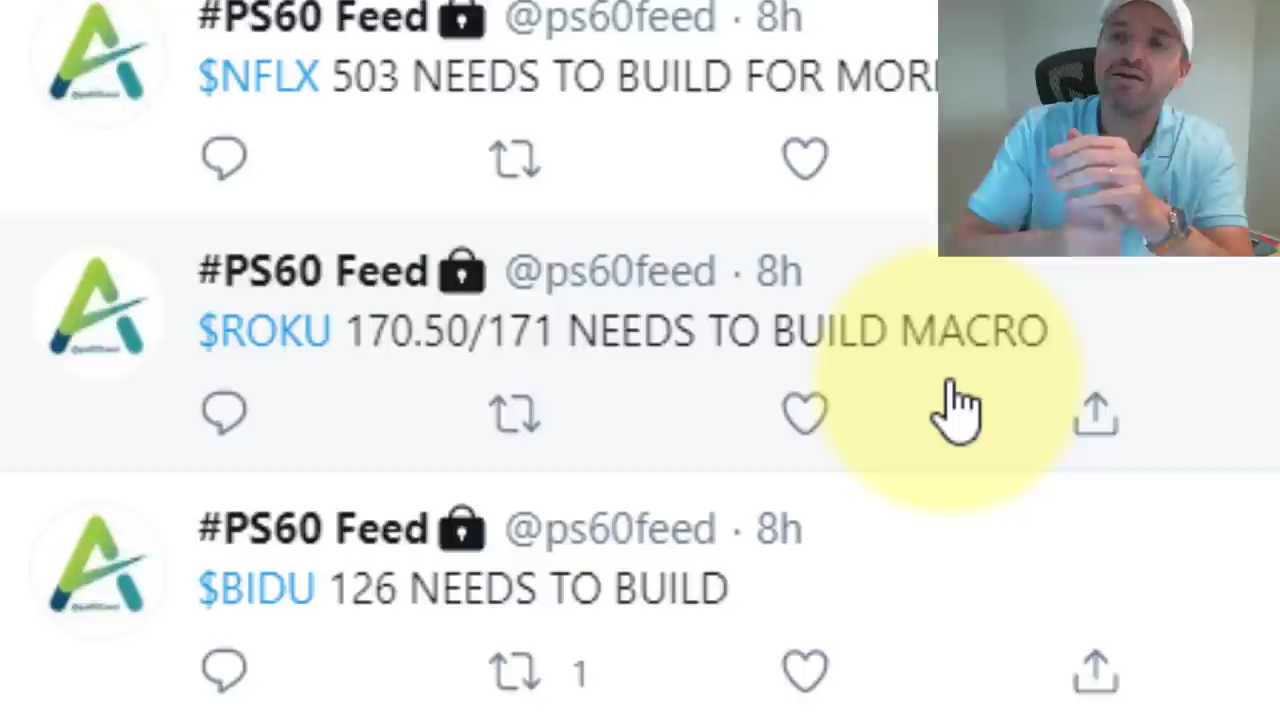 #PS60 Feed @ps60feed · 8h
$NFLX 503 NEEDS TO BUILD FOR
#PS60 Feed @ps60feed · 8h
$ROKU 170.50/171 NEEDS TO BUILD MACRO
#PS60 Feed @ps60feed · 8h
$BIDU 126 NEEDS TO BUILD
1